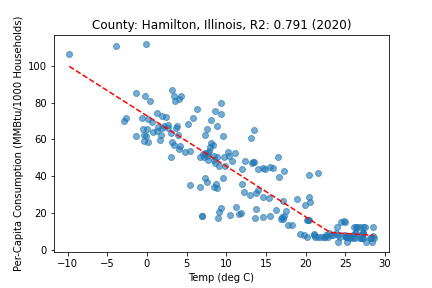 County: Hamilton, Illinois, R2: 0.791 (2020)
Per-Capita Consumption (MMBtu/1000 Households)
100
80
60
40
20
0
−10 −5 0 5 10 15 20 25 30
Temp (deg C)